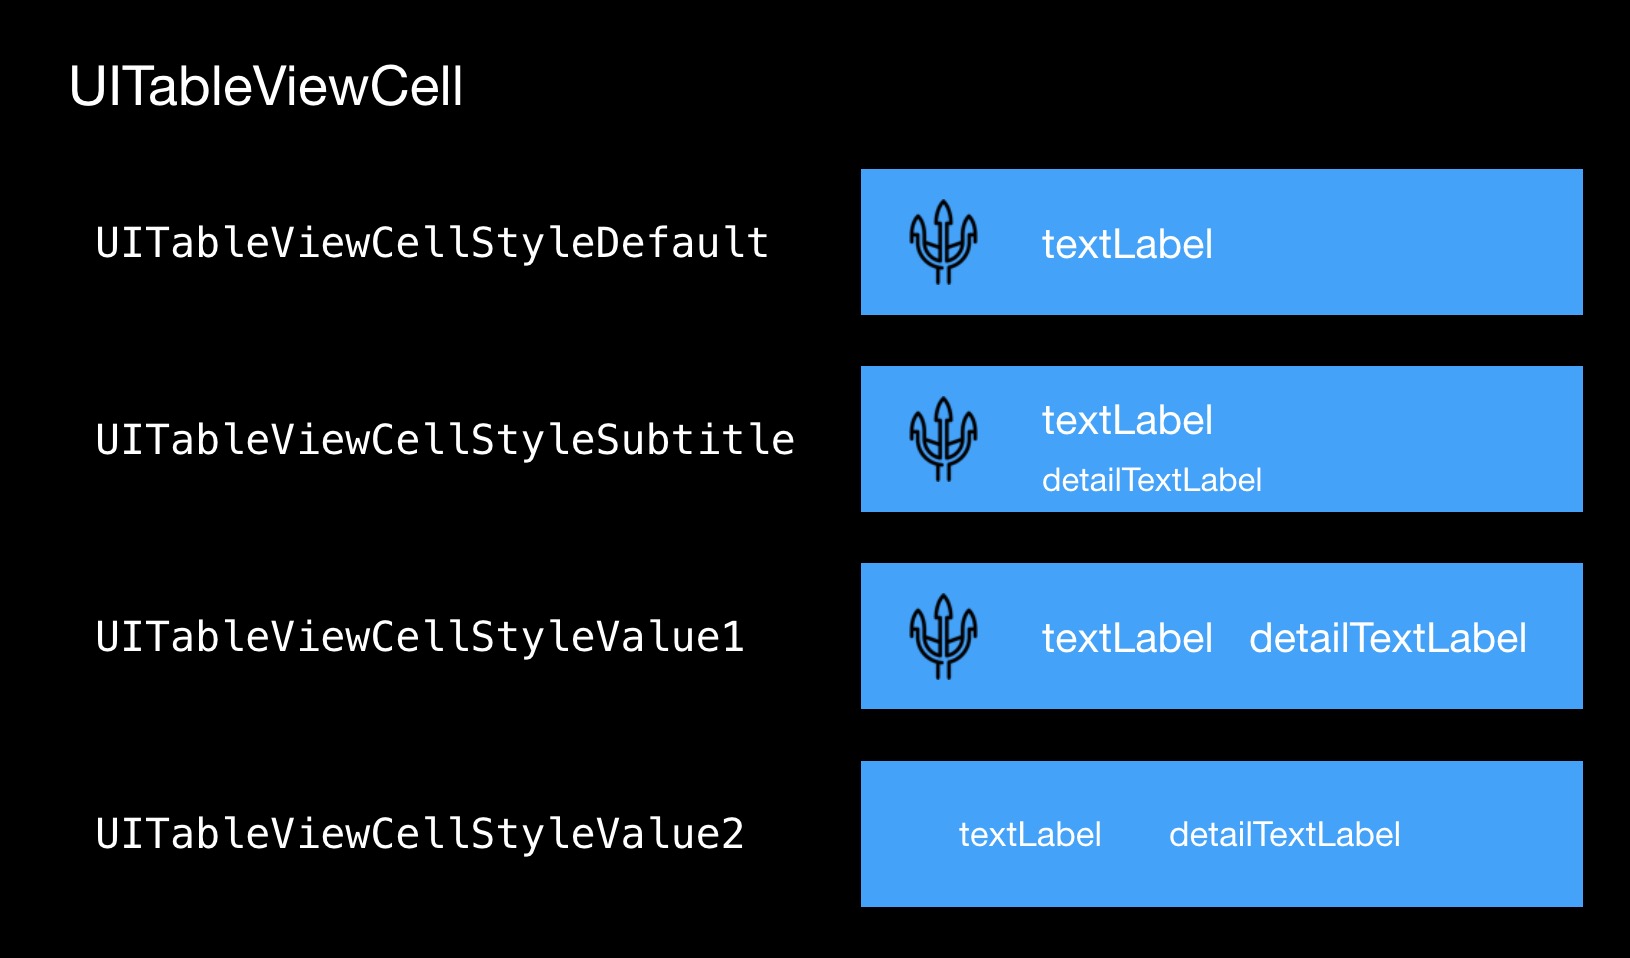 UITableViewCell
UITableViewCellStyleDefault
textLabel
UITableViewCellStyleSubtitle
textLabel
detailTextLabel
UITableViewCellStyleValue1
textLabel detailTextLabel
UITableViewCellStyleValue2
textLabel detailTextLabel